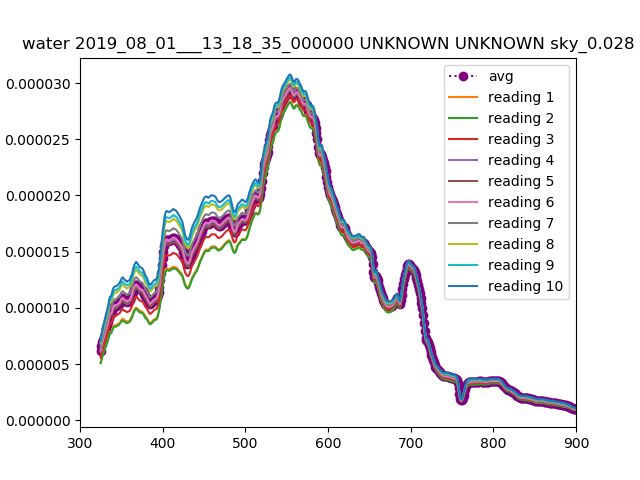 water 2019_08_01___13_18_35_000000 UNKNOWN UNKNOWN sky_0.028
0.000030
0.000025
0.000020
0.000015
0.000010
0.000005
0.000000
300 400 500 600 700 800 900
avg
reading 1
reading 2
reading 3
reading 4
reading 5
reading 6
reading 7
reading 8
reading 9
reading 10